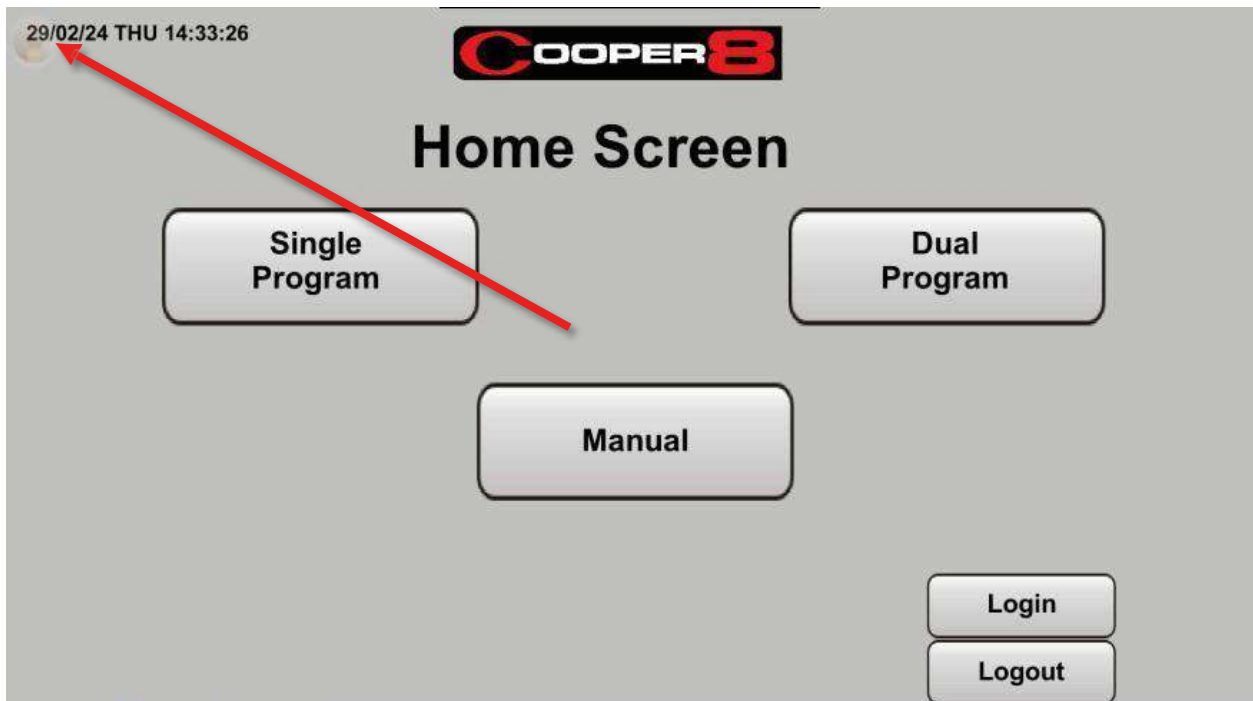 29/02/24 THU 14:33:26
COOPER8
Home Screen
Single
Program
Dual
Program
Manual
Login
Logout